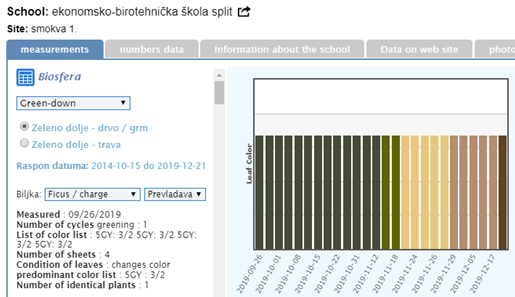 School: ekonomsko-birotehnička škola split
Site: smokva 1.
measurements
numbers data
Information about the school
Data on web site
photo
Biosfera
Green-down
Zeleno dolje - drvo / grm
Zeleno dolje - trava
Raspon datuma: 2014-10-15 do 2019-12-21
Biljka: Ficus / charge Prevladava
Measured : 09/26/2019
Number of cycles greening : 1
List of color list : 5GY: 3/2 5GY: 3/2 5GY:
3/2 5GY: 3/2
Number of sheets : 4
Condition of leaves : changes color
predominant color list : 5GY : 3/2
Number of identical plants : 1
Leaf Color
2019-09-26
2019-10-01
2019-10-08
2019-10-15
2019-10-22
2019-10-31
2019-11-12
2019-11-18
2019-11-24
2019-11-26
2019-11-29
2019-12-05
2019-12-17